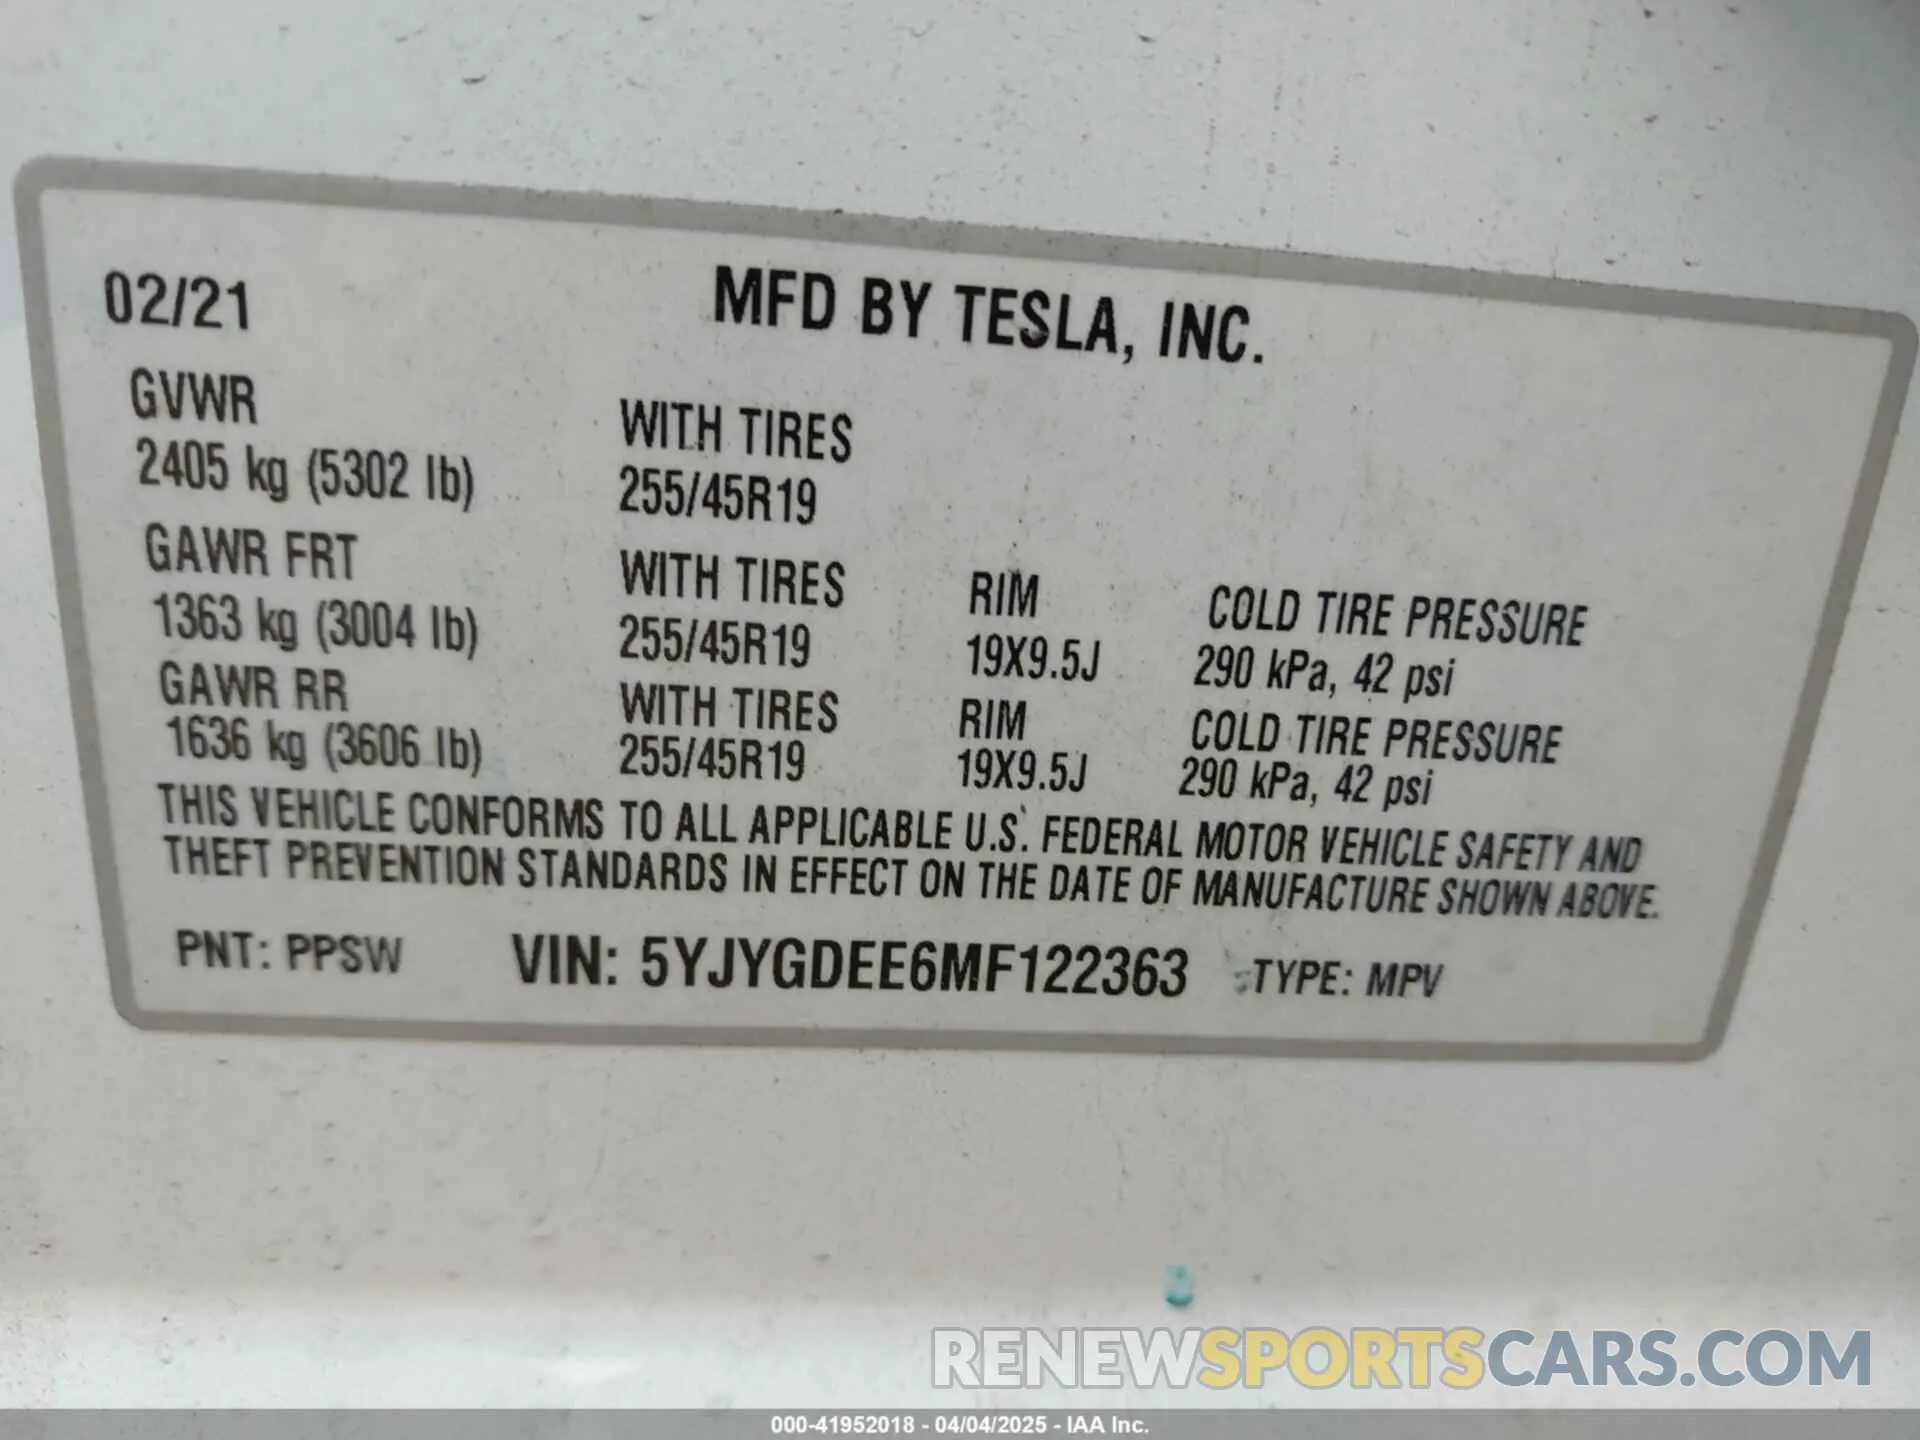 02/21 MFD BY TESLA, INC.
GVWR WITH TIRES
2405 kg (5302 lb) 255/45R19
GAWR FRT WITH TIRES RIM COLD TIRE PRESSURE
1363 kg (3004 lb) 255/45R19 19X9.5J 290 kPa, 42 psi
GAWR RR WITH TIRES RIM COLD TIRE PRESSURE
1636 kg (3606 lb) 255/45R19 19X9.5J 290 kPa, 42 psi
THIS VEHICLE CONFORMS TO ALL APPLICABLE U.S. FEDERAL MOTOR VEHICLE SAFETY AND
THEFT PREVENTION STANDARDS IN EFFECT ON THE DATE OF MANUFACTURE SHOWN ABOVE.
PNT: PPSW VIN: 5YJYGDEE6MF122363 TYPE: MPV
RENEWSPORTSCARS.COM
000-41952018 - 04/04/2025 - IAA Inc.